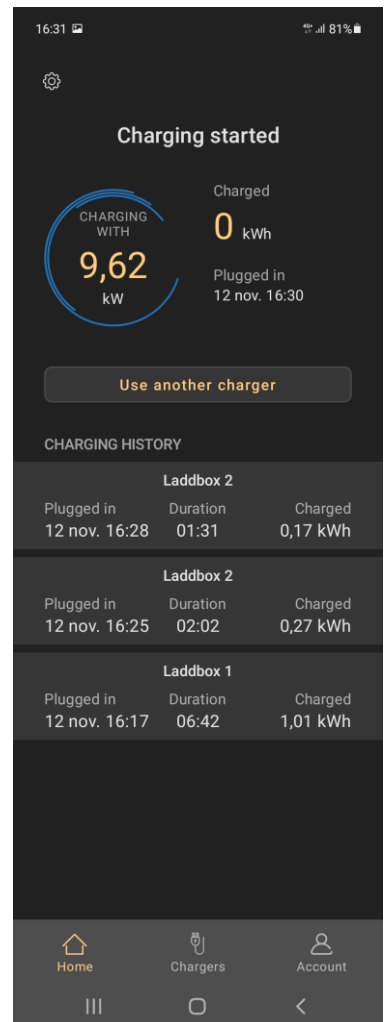 16:31
4G+ 81%
Charging started
CHARGING
WITH
9,62
kW
Charged
0 kWh
Plugged in
12 nov. 16:30
Use another charger
CHARGING HISTORY
Laddbox 2
Plugged in Duration Charged
12 nov. 16:28 01:31 0,17 kWh
Laddbox 2
Plugged in Duration Charged
12 nov. 16:25 02:02 0,27 kWh
Laddbox 1
Plugged in Duration Charged
12 nov. 16:17 06:42 1,01 kWh
Home Chargers Account